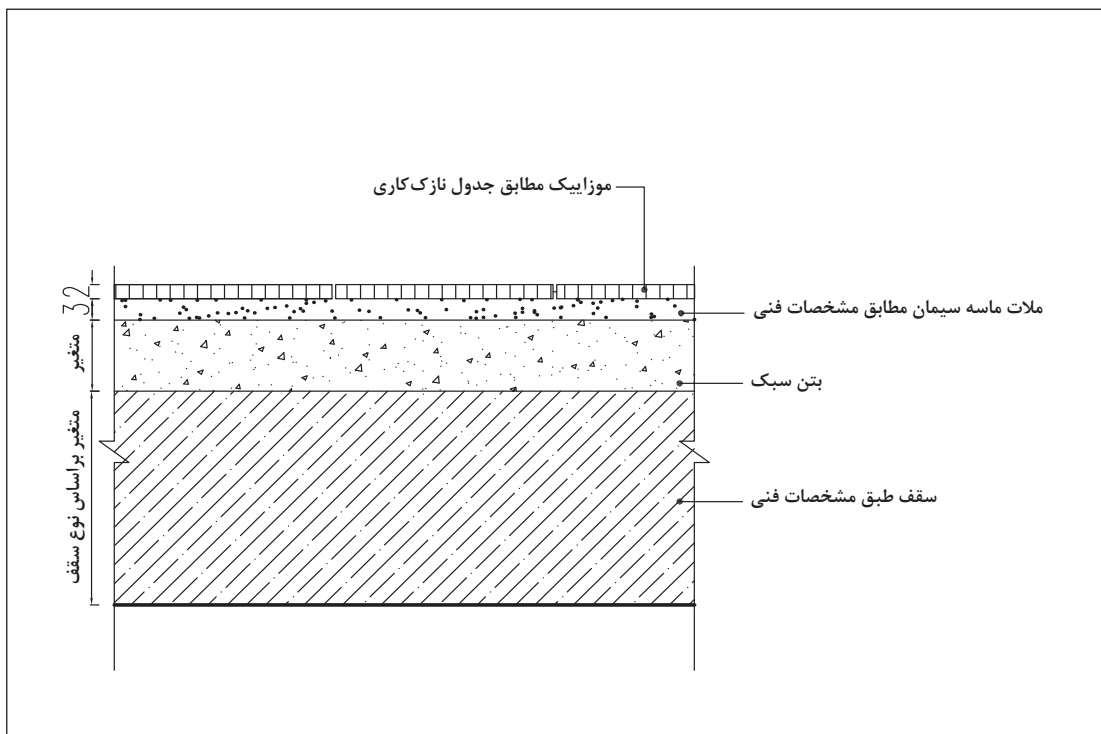 موزاییک مطابق جدول نازک‌کاری
ملات ماسه سیمان مطابق مشخصات فنی
بتن سبک
سقف طبق مشخصات فنی
2
3
متغیر
متغیر براساس نوع سقف